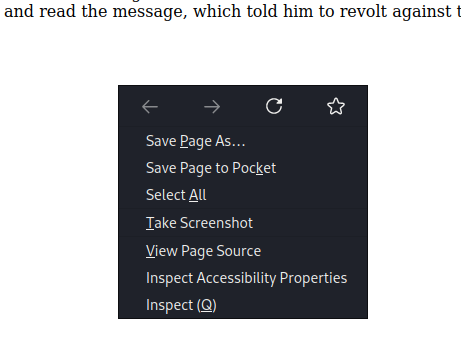 and read the message, which told him to revolt against t
Save Page As...
Save Page to Pocket
Select All
Take Screenshot
View Page Source
Inspect Accessibility Properties
Inspect (Q)